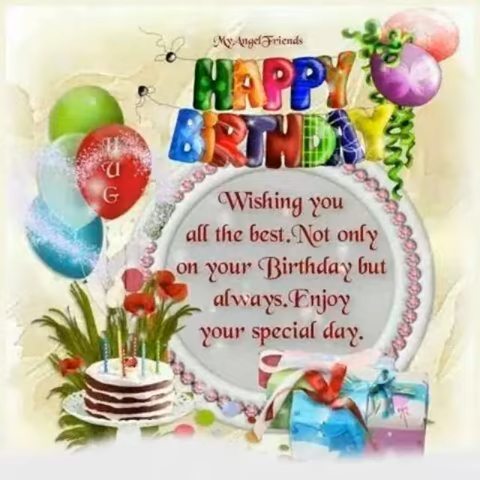 MyAngelFriends
HAPPY
BIRTHDAY
HUG
Wishing you
all the best.Not only
on your Birthday but
always.Enjoy
your special day.